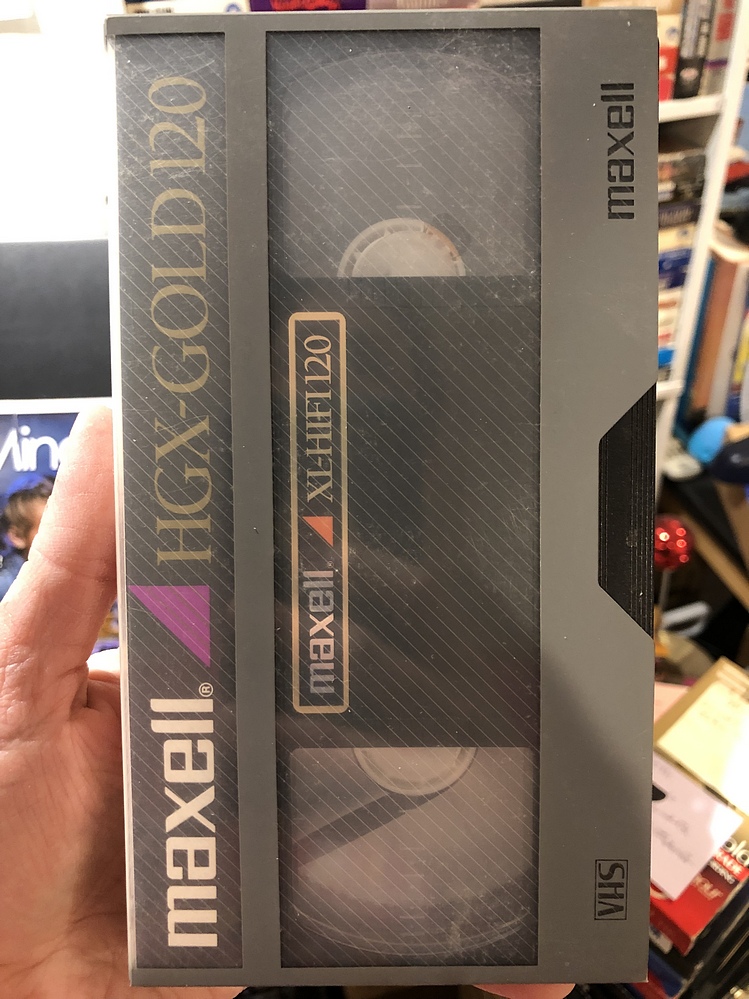 maxell® HGX-GOLD 120
maxell XL-HIFI 120
maxell
VHS